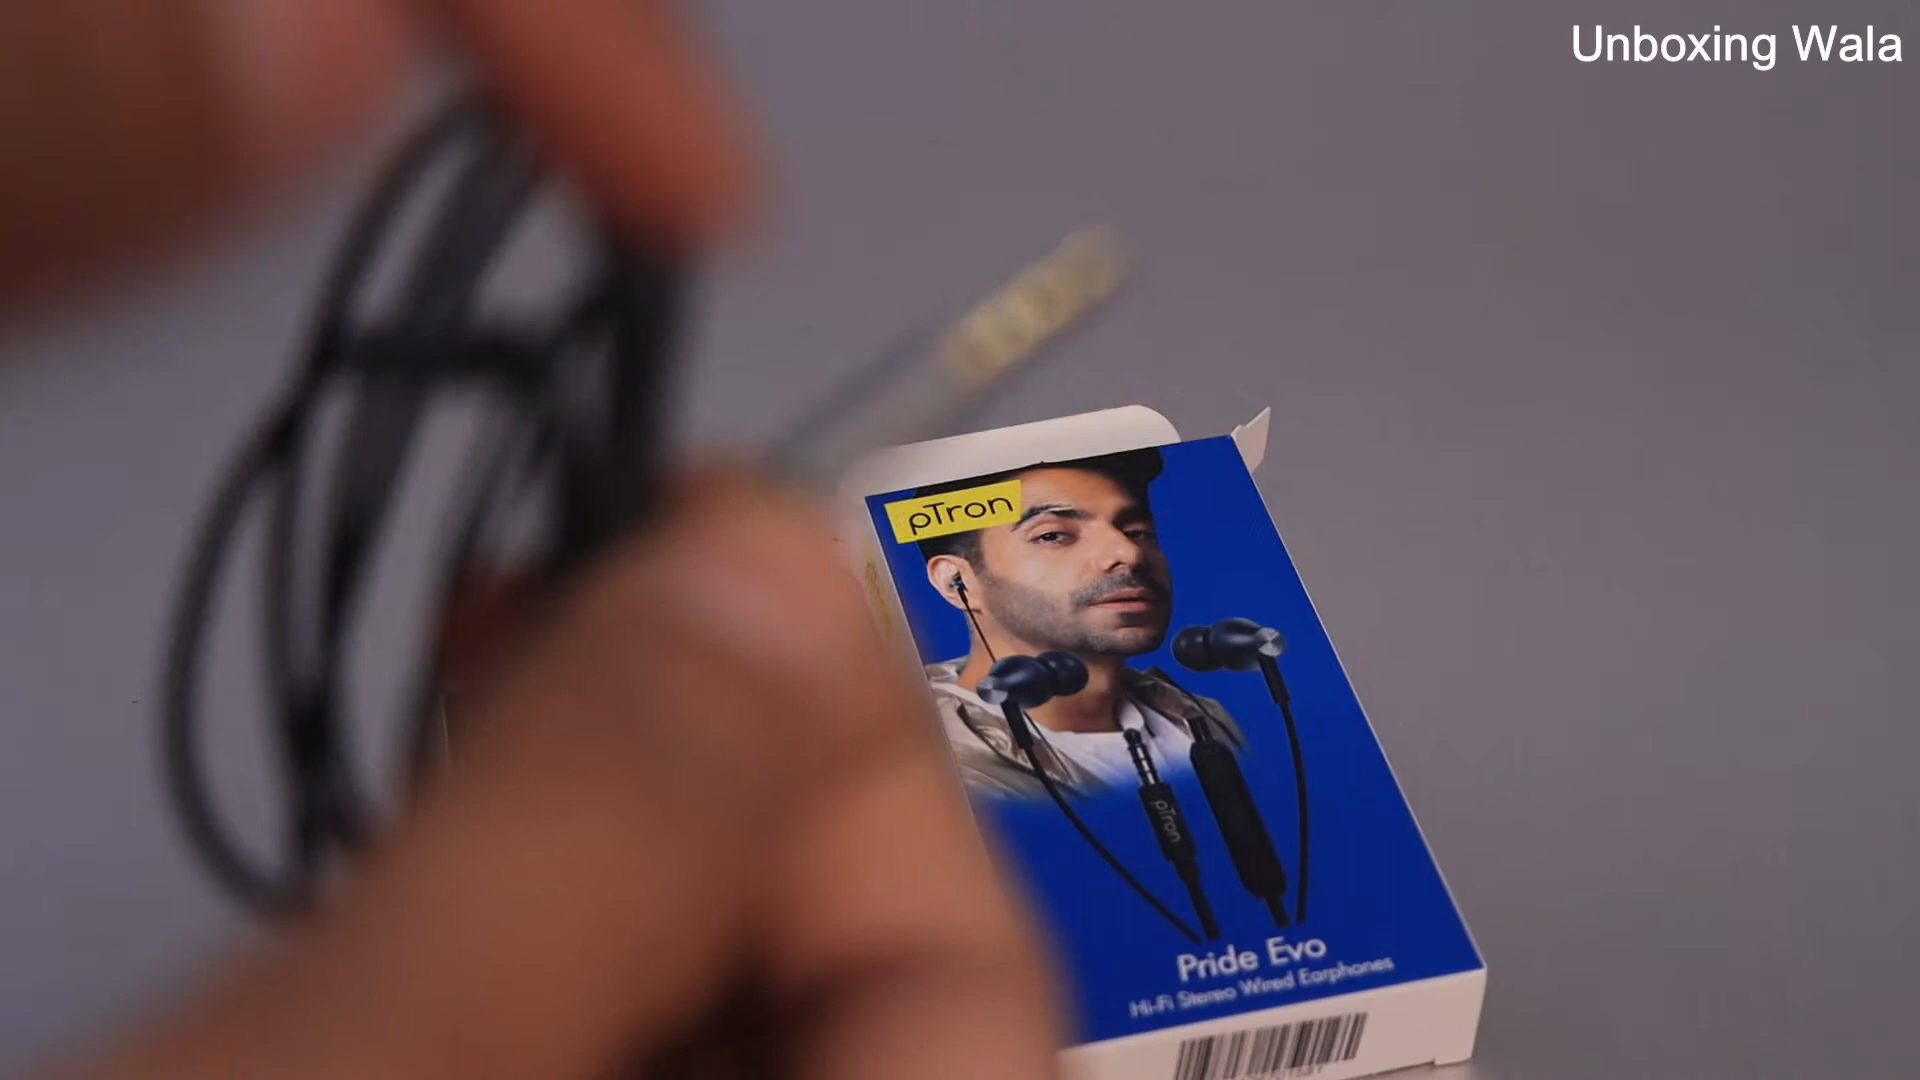 Unboxing Wala
pTron
pTron
Pride Evo
Hi-Fi Stereo Wired Earphones